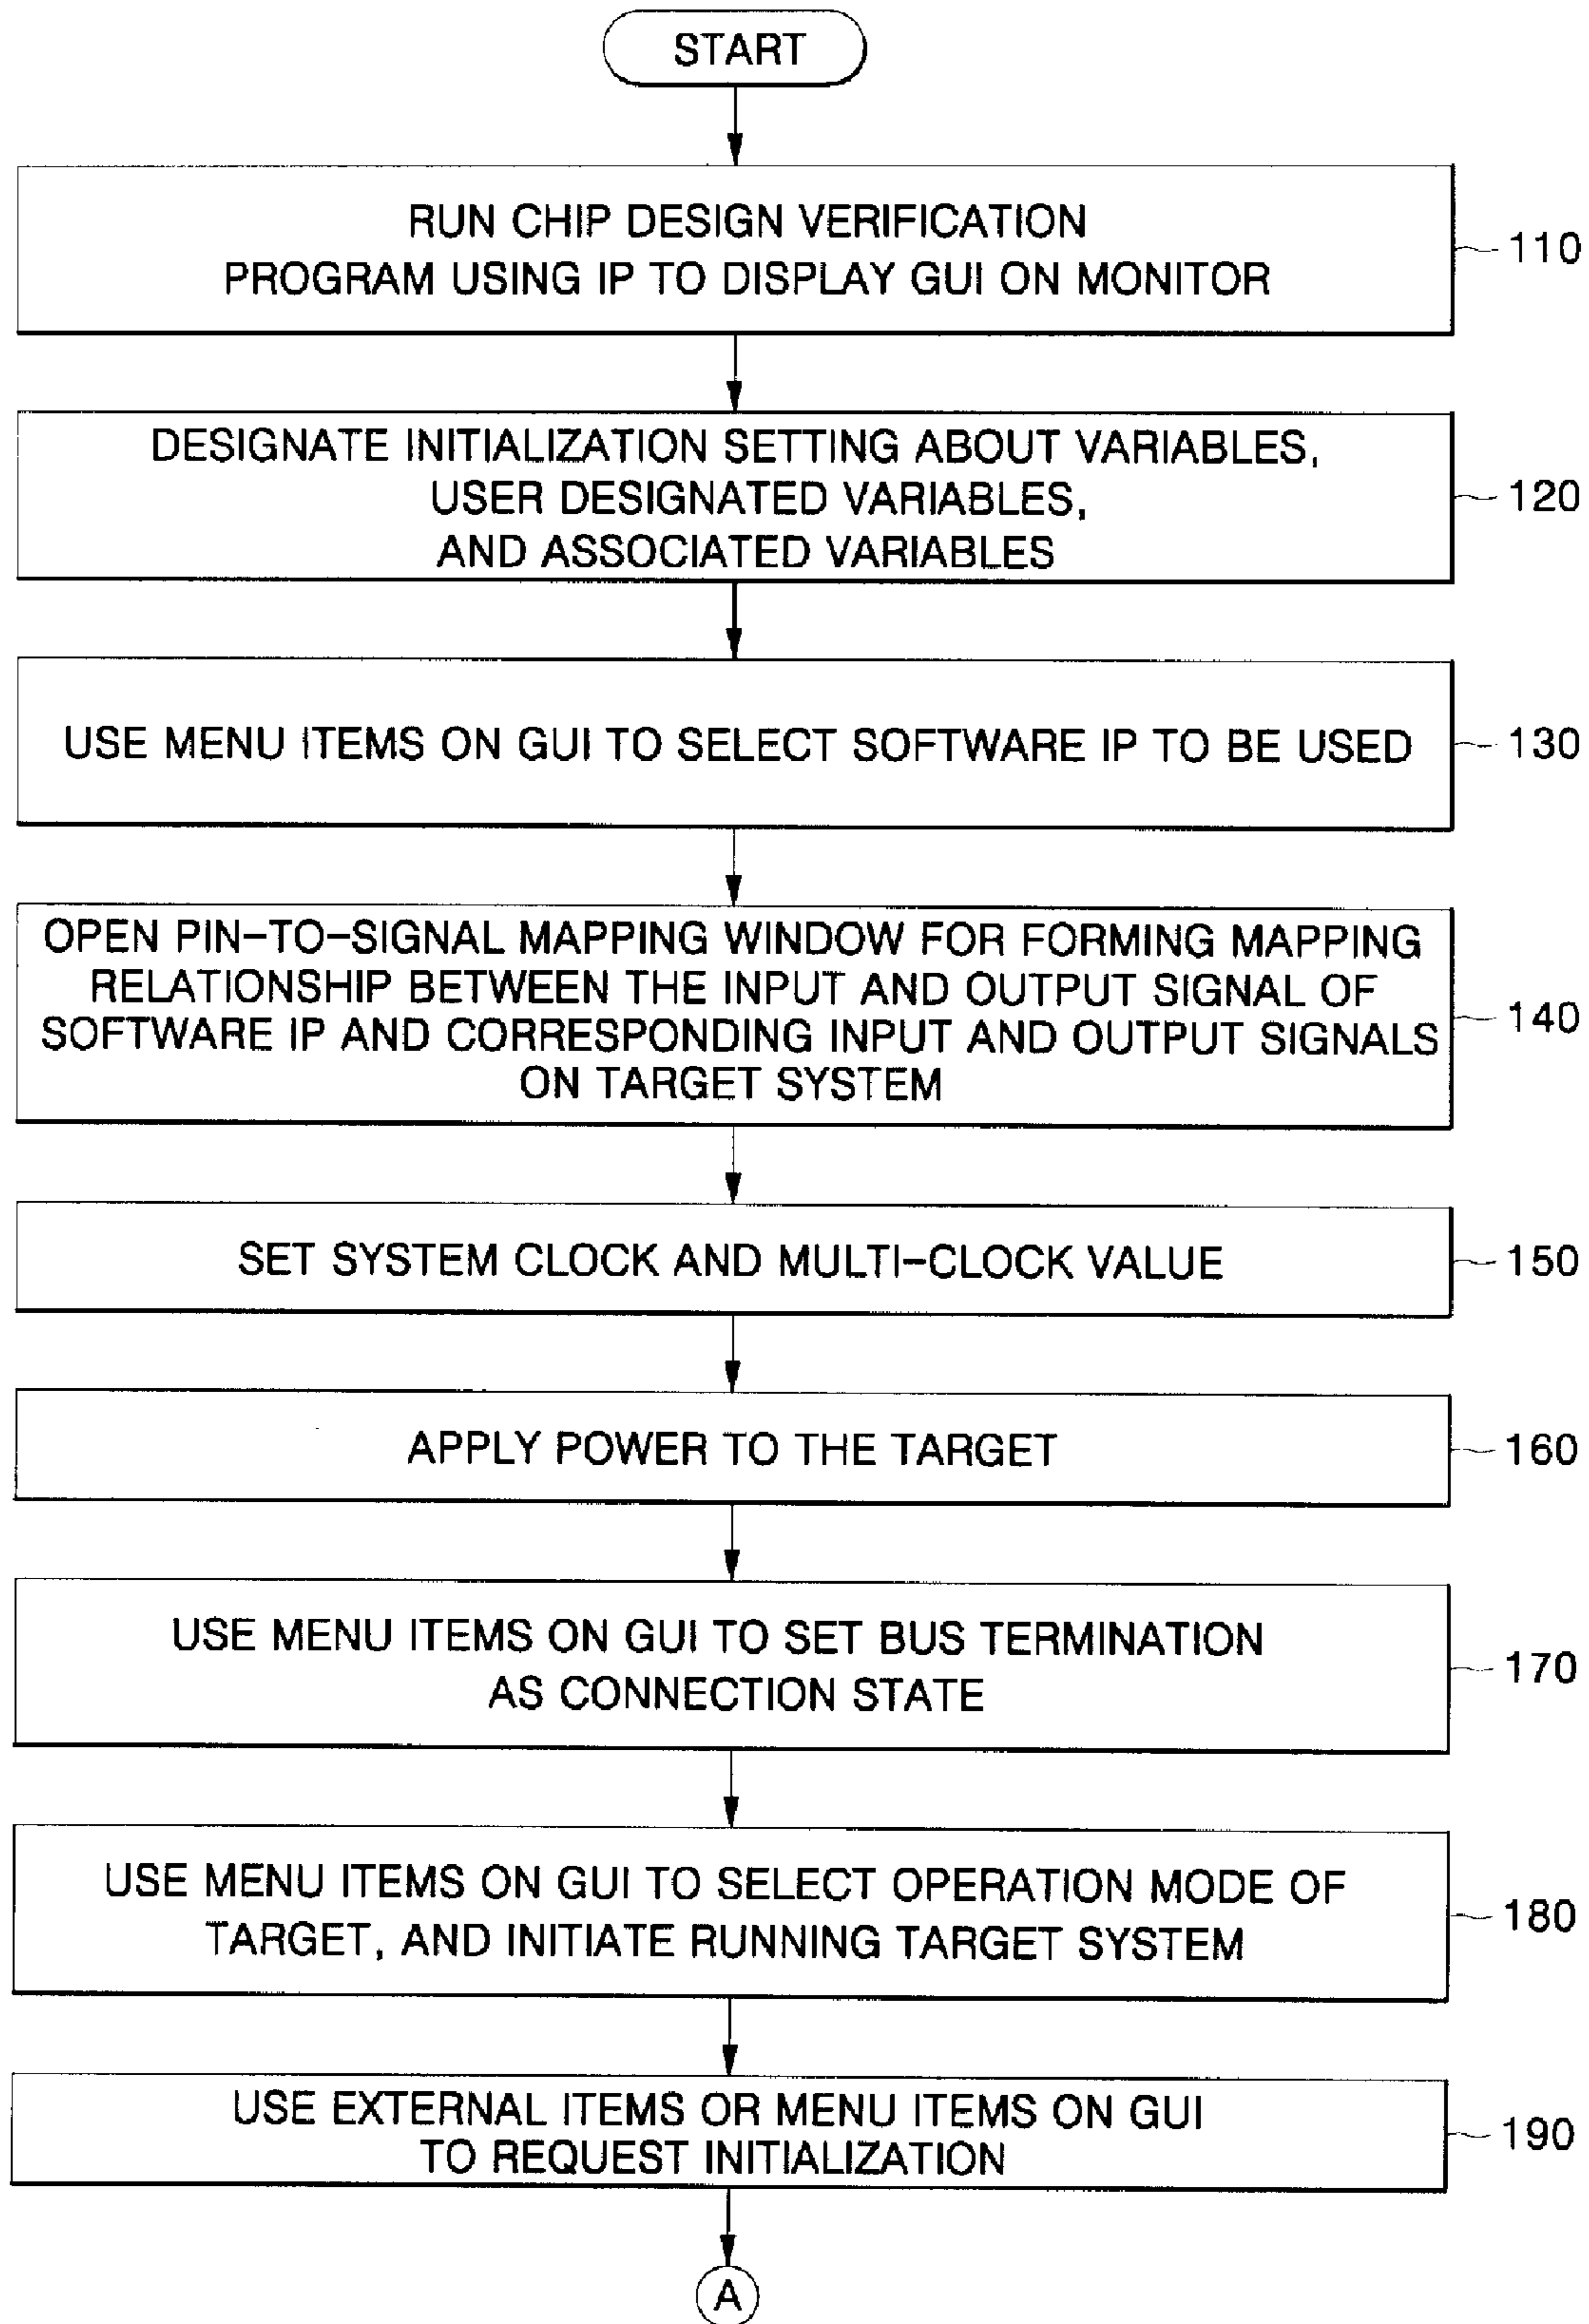 START
RUN CHIP DESIGN VERIFICATION
PROGRAM USING IP TO DISPLAY GUI ON MONITOR
110
DESIGNATE INITIALIZATION SETTING ABOUT VARIABLES,
USER DESIGNATED VARIABLES,
AND ASSOCIATED VARIABLES
120
USE MENU ITEMS ON GUI TO SELECT SOFTWARE IP TO BE USED
130
OPEN PIN-TO-SIGNAL MAPPING WINDOW FOR FORMING MAPPING
RELATIONSHIP BETWEEN THE INPUT AND OUTPUT SIGNAL OF
SOFTWARE IP AND CORRESPONDING INPUT AND OUTPUT SIGNALS
ON TARGET SYSTEM
140
SET SYSTEM CLOCK AND MULTI-CLOCK VALUE
150
APPLY POWER TO THE TARGET
160
USE MENU ITEMS ON GUI TO SET BUS TERMINATION
AS CONNECTION STATE
170
USE MENU ITEMS ON GUI TO SELECT OPERATION MODE OF
TARGET, AND INITIATE RUNNING TARGET SYSTEM
180
USE EXTERNAL ITEMS OR MENU ITEMS ON GUI
TO REQUEST INITIALIZATION
190
A